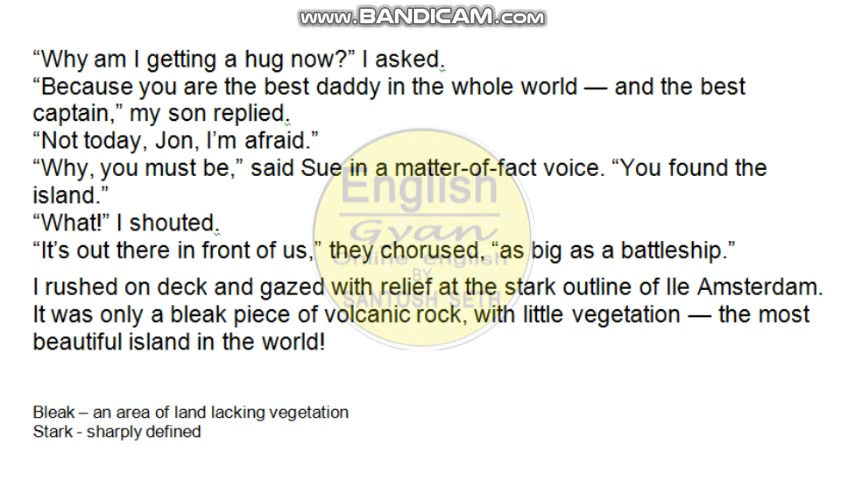 www.BANDICAM.com
“Why am I getting a hug now?” I asked.
“Because you are the best daddy in the whole world — and the best
captain,” my son replied.
“Not today, Jon, I’m afraid.”
“Why, you must be,” said Sue in a matter-of-fact voice. “You found the
island.”
“What!” I shouted.
“It’s out there in front of us,” they chorused, “as big as a battleship.”
I rushed on deck and gazed with relief at the stark outline of Ile Amsterdam.
It was only a bleak piece of volcanic rock, with little vegetation — the most
beautiful island in the world!
English
Gyan
Online english
BY
SANTOSH SETH
Bleak – an area of land lacking vegetation
Stark - sharply defined